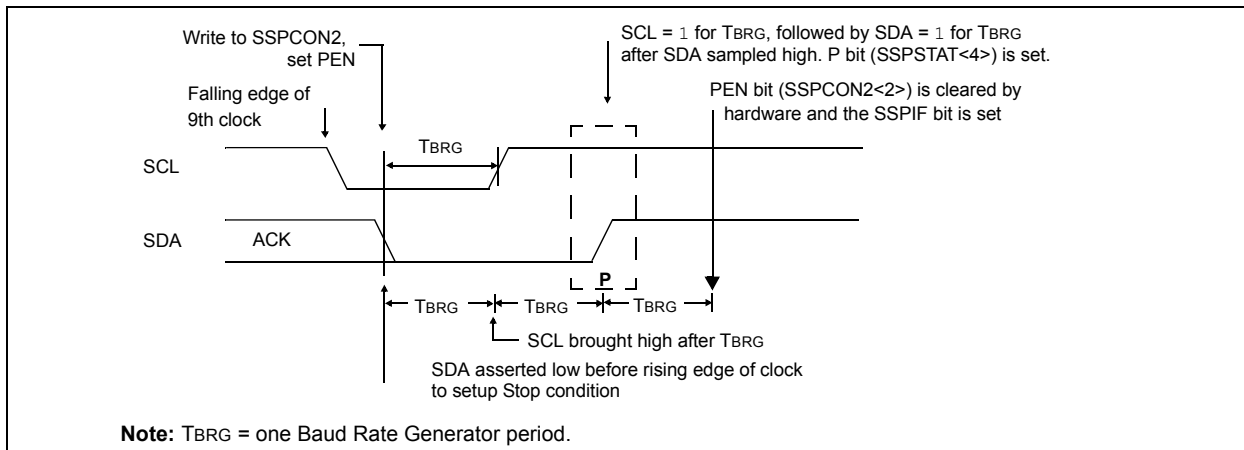 Write to SSPCON2,
set PEN
SCL = 1 for TBRG, followed by SDA = 1 for TBRG
after SDA sampled high. P bit (SSPSTAT<4>) is set.
Falling edge of
9th clock
PEN bit (SSPCON2<2>) is cleared by
hardware and the SSPIF bit is set
TBRG
SCL
SDA
ACK
P
TBRG
TBRG
TBRG
SCL brought high after TBRG
SDA asserted low before rising edge of clock
to setup Stop condition
Note: TBRG = one Baud Rate Generator period.